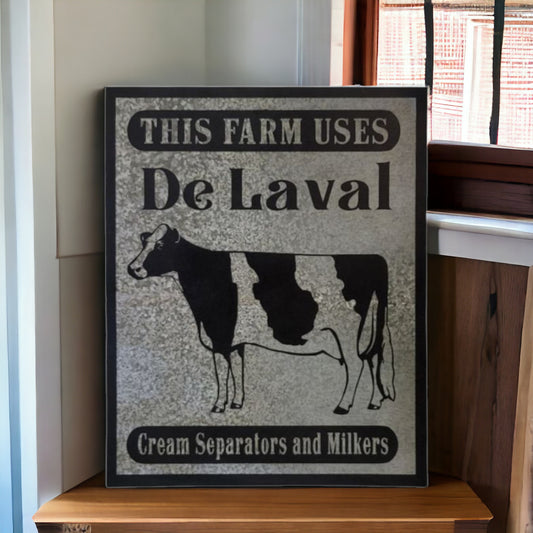 THIS FARM USES
De Laval
Cream Separators and Milkers